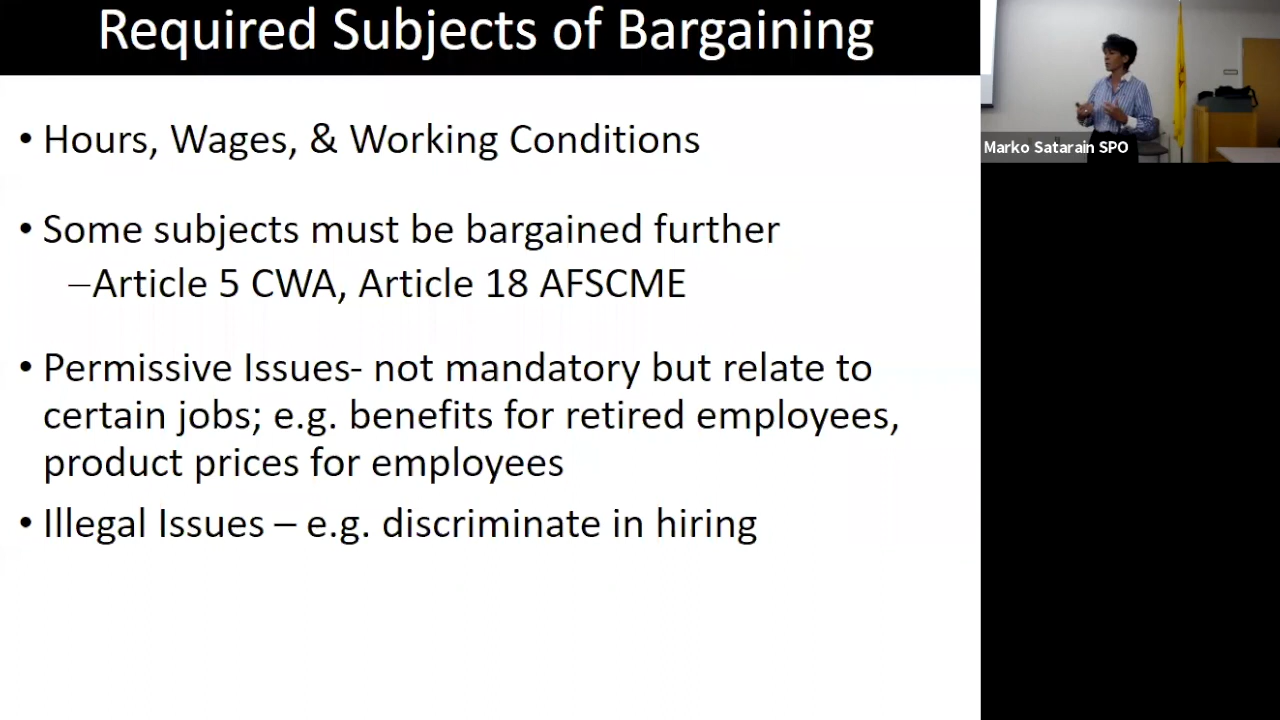 Required Subjects of Bargaining
• Hours, Wages, & Working Conditions
• Some subjects must be bargained further
–Article 5 CWA, Article 18 AFSCME
• Permissive Issues- not mandatory but relate to
certain jobs; e.g. benefits for retired employees,
product prices for employees
• Illegal Issues – e.g. discriminate in hiring
Marko Satarain SPO